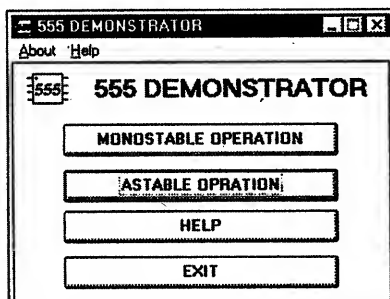 555 DEMONSTRATOR
About Help
555 555 DEMONSTRATOR
MONOSTABLE OPERATION
ASTABLE OPRATION
HELP
EXIT